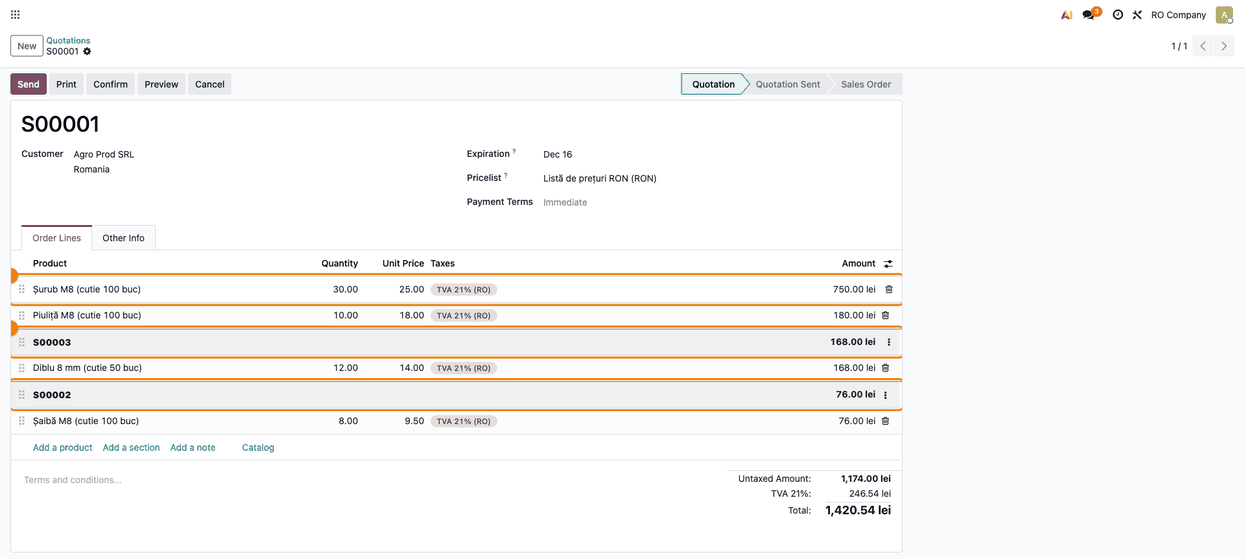 AI 3 RO Company A
New Quotations
S00001
1 / 1
Send Print Confirm Preview Cancel Quotation Quotation Sent Sales Order
S00001
Customer Agro Prod SRL
Romania
Expiration ? Dec 16
Pricelist ? Listă de prețuri RON (RON)
Payment Terms Immediate
Order Lines Other Info
Product Quantity Unit Price Taxes Amount
Șurub M8 (cutie 100 buc) 30.00 25.00 TVA 21% (RO) 750.00 lei
Piuliță M8 (cutie 100 buc) 10.00 18.00 TVA 21% (RO) 180.00 lei
S00003 168.00 lei
Diblu 8 mm (cutie 50 buc) 12.00 14.00 TVA 21% (RO) 168.00 lei
S00002 76.00 lei
Șaibă M8 (cutie 100 buc) 8.00 9.50 TVA 21% (RO) 76.00 lei
Add a product Add a section Add a note Catalog
Terms and conditions...
Untaxed Amount: 1,174.00 lei
TVA 21%: 246.54 lei
Total: 1,420.54 lei